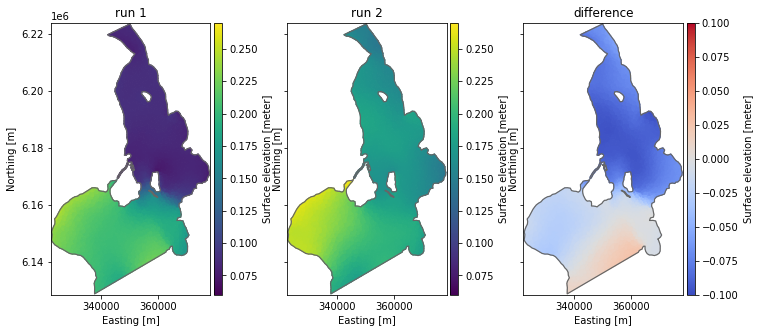 run 1
run 2
difference
1e6
6.22
6.20
6.18
6.16
6.14
Northing [m]
340000
360000
Easting [m]
0.250
0.225
0.200
0.175
0.150
0.125
0.100
0.075
Surface elevation [meter]
Northing [m]
340000
360000
Easting [m]
0.250
0.225
0.200
0.175
0.150
0.125
0.100
0.075
Surface elevation [meter]
Northing [m]
340000
360000
Easting [m]
0.100
0.075
0.050
0.025
0.000
−0.025
−0.050
−0.075
−0.100
Surface elevation [meter]